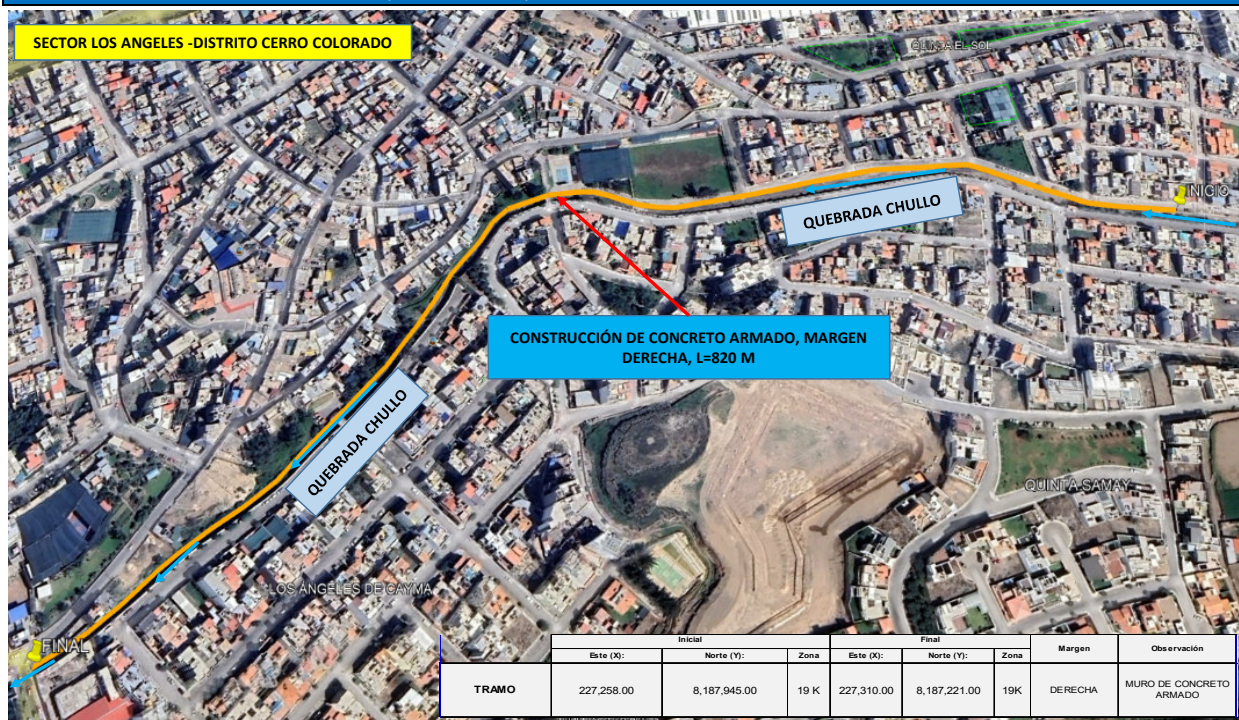 SECTOR LOS ANGELES -DISTRITO CERRO COLORADO
QUINTA EL SOL
INICIO
QUEBRADA CHULLO
CONSTRUCCIÓN DE CONCRETO ARMADO, MARGEN
DERECHA, L=820 M
QUEBRADA CHULLO
QUINTA SAMAY
LOS ANGELES DE CAYMA
FINAL
Inicial Final Margen Observación
Este (X): Norte (Y): Zona Este (X): Norte (Y): Zona
TRAMO 227,258.00 8,187,945.00 19 K 227,310.00 8,187,221.00 19K DERECHA MURO DE CONCRETO
ARMADO